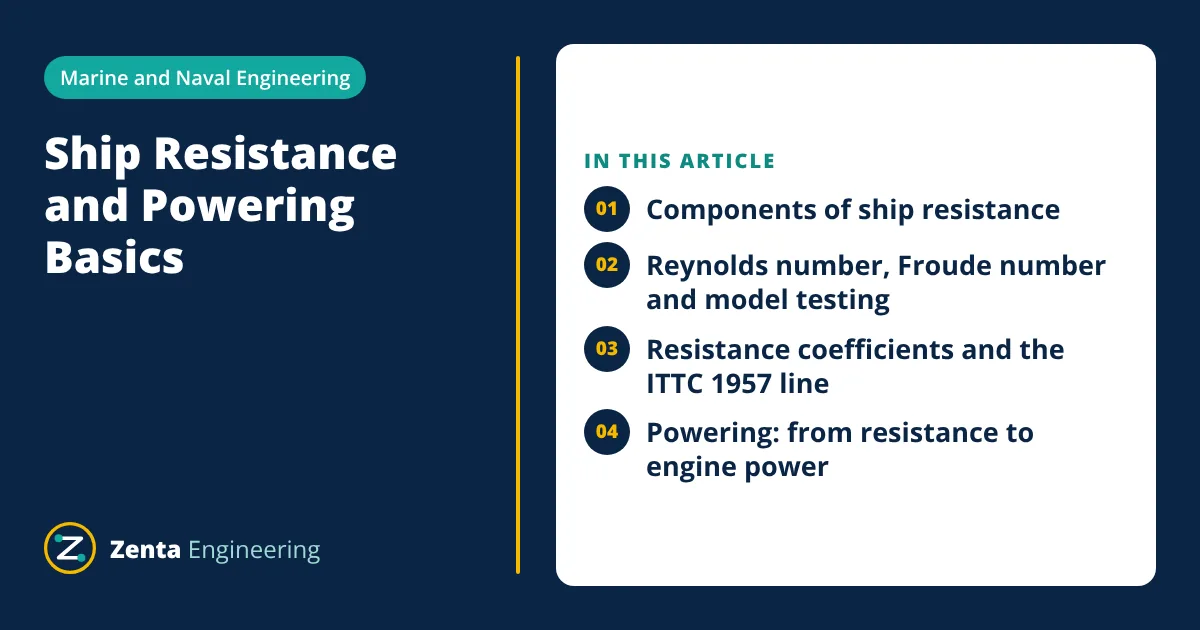 Marine and Naval Engineering
Ship Resistance
and Powering
Basics
Zenta Engineering
IN THIS ARTICLE
01 Components of ship resistance
02 Reynolds number, Froude number
and model testing
03 Resistance coefficients and the
ITTC 1957 line
04 Powering: from resistance to
engine power